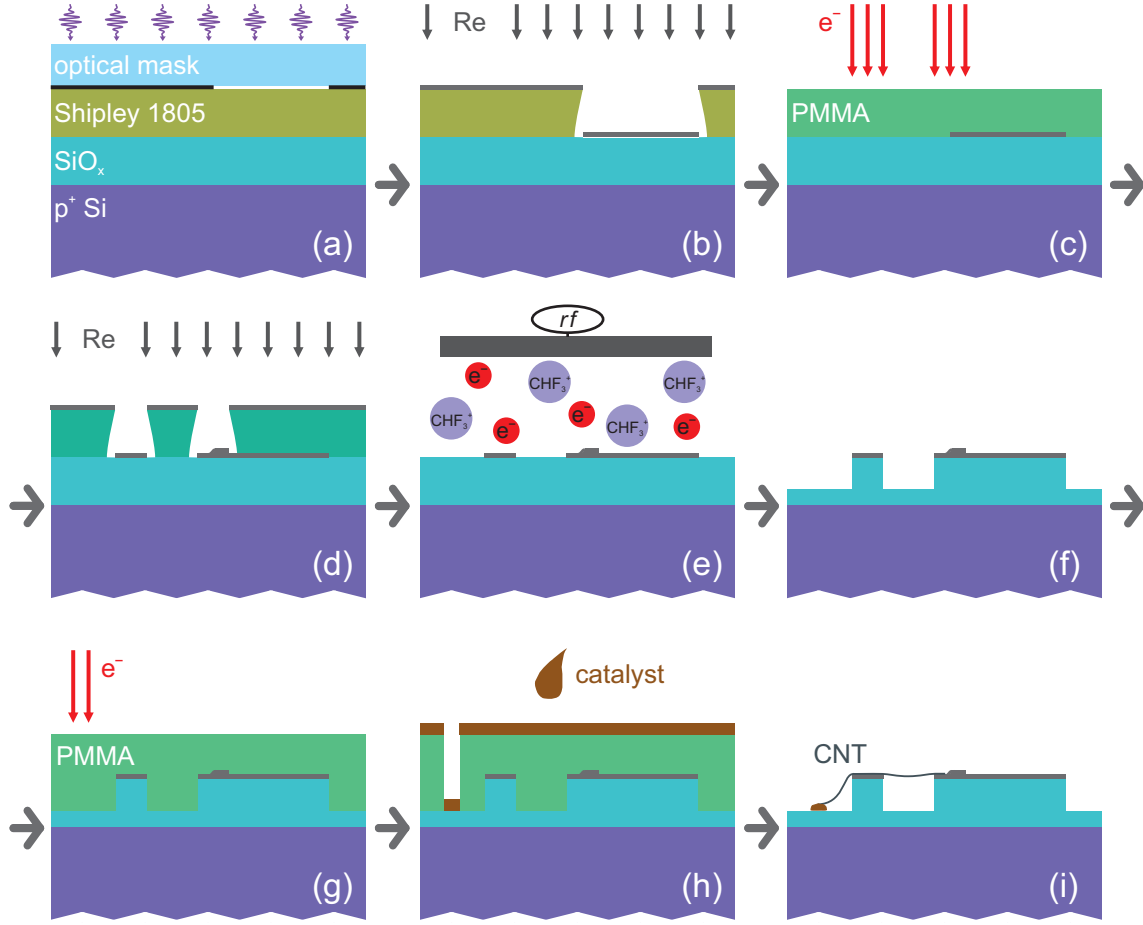 optical mask
Shipley 1805
SiOₓ
p⁺ Si
(a)
Re
(b)
e⁻
PMMA
(c)
Re
(d)
rf
e⁻
CHF₃⁺
CHF₃⁺
CHF₃⁺
e⁻
e⁻
CHF₃⁺
e⁻
(e)
(f)
e⁻
PMMA
(g)
catalyst
(h)
CNT
(i)